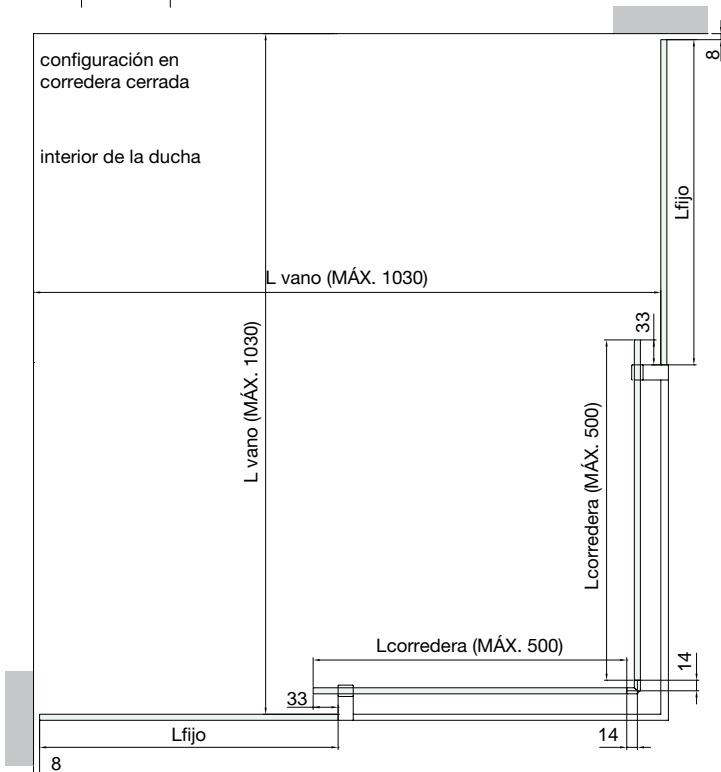 configuración en
corredera cerrada
8
interior de la ducha
Lfijo
L vano (MÁX. 1030)
33
L vano (MÁX. 1030)
Lcorredera (MÁX. 500)
Lcorredera (MÁX. 500)
14
33
Lfijo
14
8